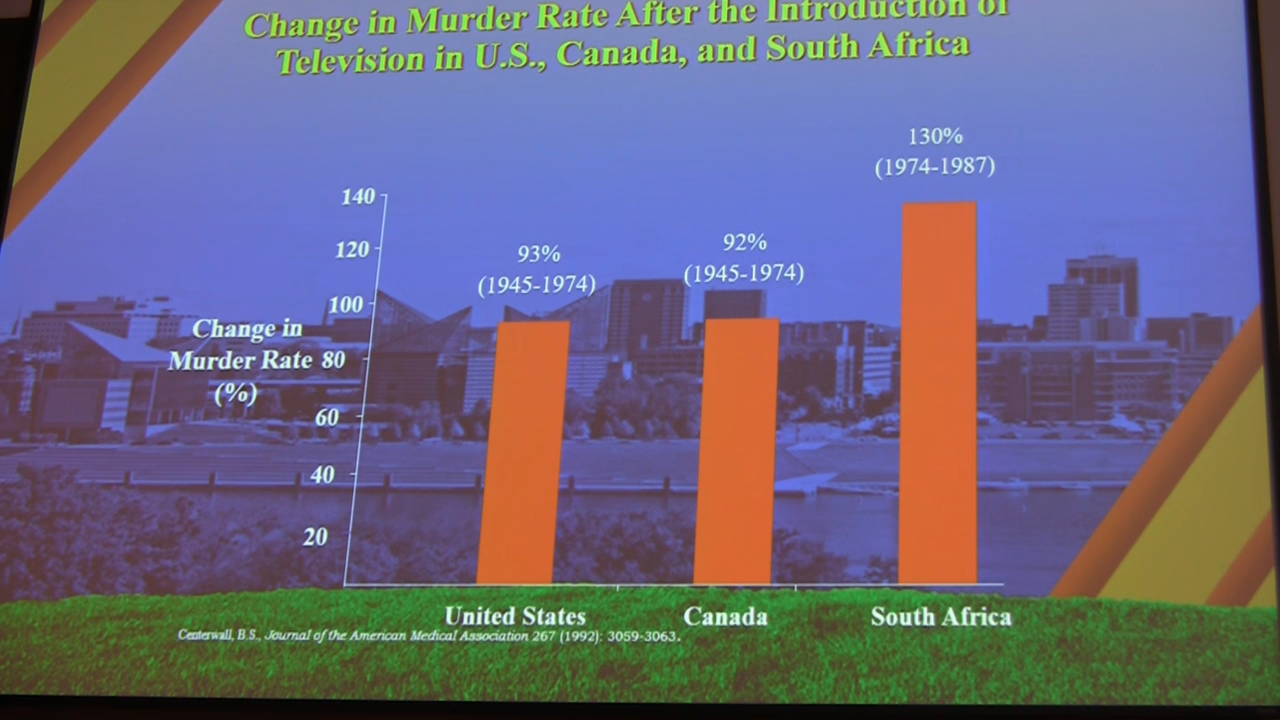 Change in Murder Rate After the Introduction of
Television in U.S., Canada, and South Africa
130%
(1974-1987)
140
120
93%
(1945-1974)
92%
(1945-1974)
100
Change in
Murder Rate 80
(%)
60
40
20
United States Canada South Africa
Centerwall, B.S., Journal of the American Medical Association 267 (1992): 3059-3063.